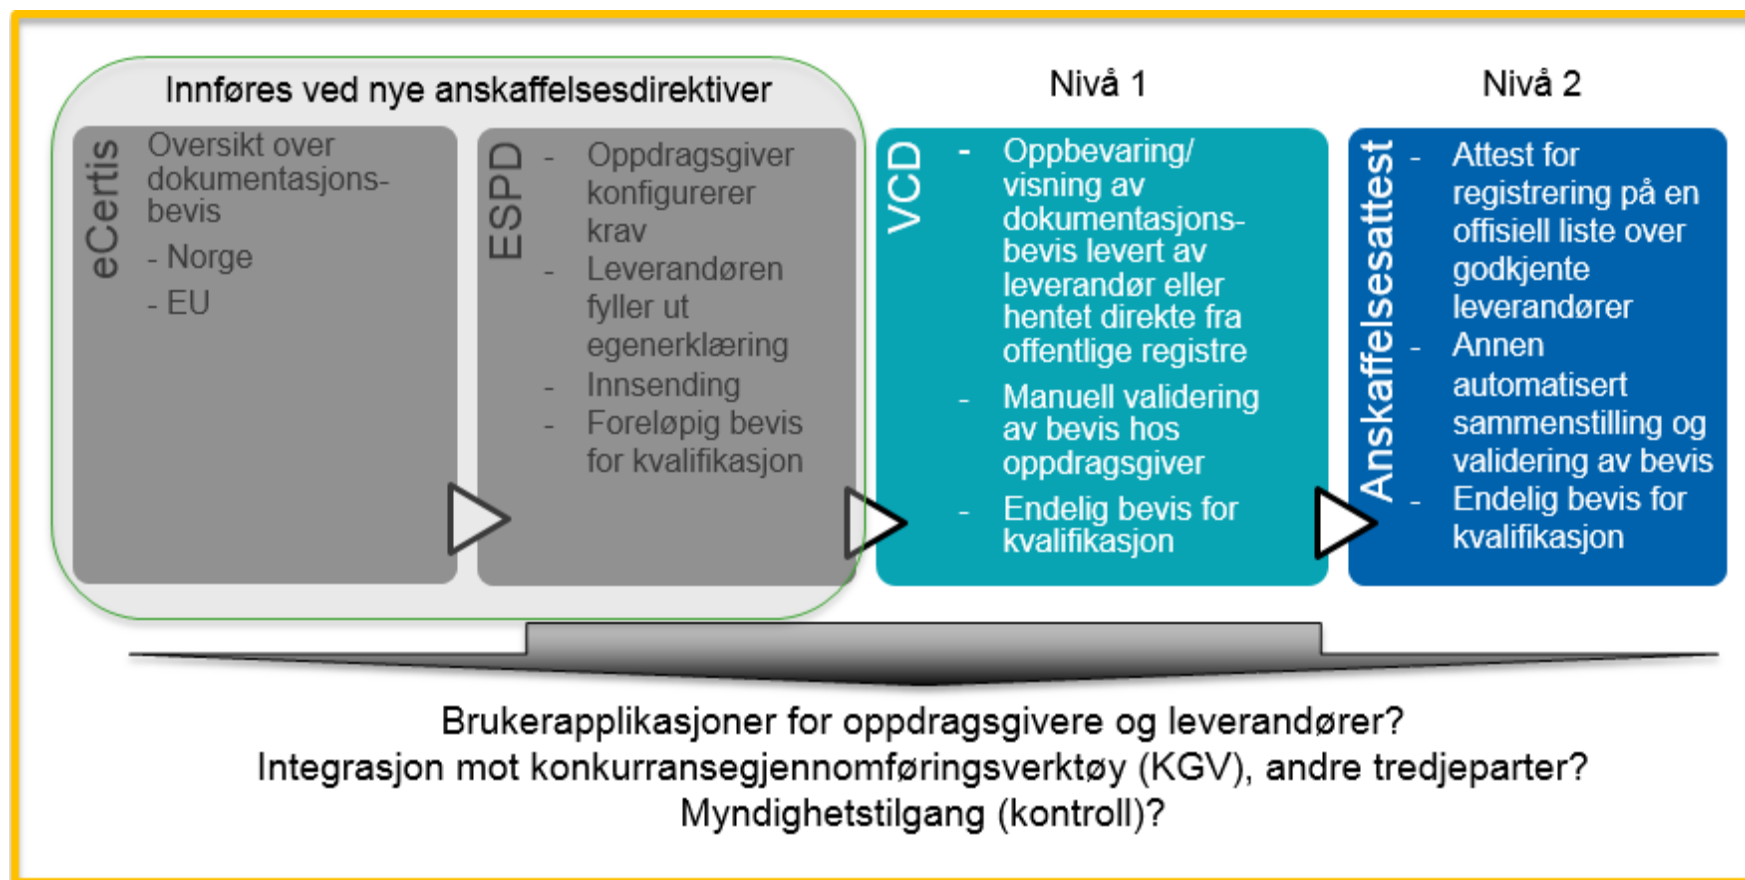 Innføres ved nye anskaffelsesdirektiver
eCertis
Oversikt over
dokumentasjons-
bevis
- Norge
- EU
ESPD
- Oppdragsgiver
konfigurerer
krav
- Leverandøren
fyller ut
egenerklæring
- Innsending
- Foreløpig bevis
for kvalifikasjon
Nivå 1
VCD
- Oppbevaring/
visning av
dokumentasjons-
bevis levert av
leverandør eller
hentet direkte fra
offentlige registre
- Manuell validering
av bevis hos
oppdragsgiver
- Endelig bevis for
kvalifikasjon
Nivå 2
Anskaffelsesattest
- Attest for
registrering på en
offisiell liste over
godkjente
leverandører
- Annen
automatisert
sammenstilling og
validering av bevis
- Endelig bevis for
kvalifikasjon
Brukerapplikasjoner for oppdragsgivere og leverandører?
Integrasjon mot konkurransegjennomføringsverktøy (KGV), andre tredjeparter?
Myndighetstilgang (kontroll)?